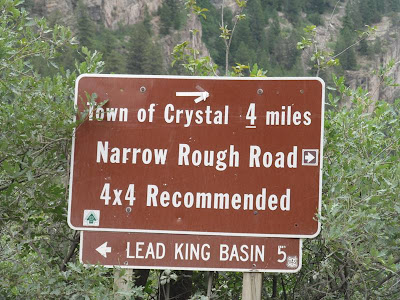 Town of Crystal 4 miles
Narrow Rough Road
4x4 Recommended
LEAD KING BASIN 5